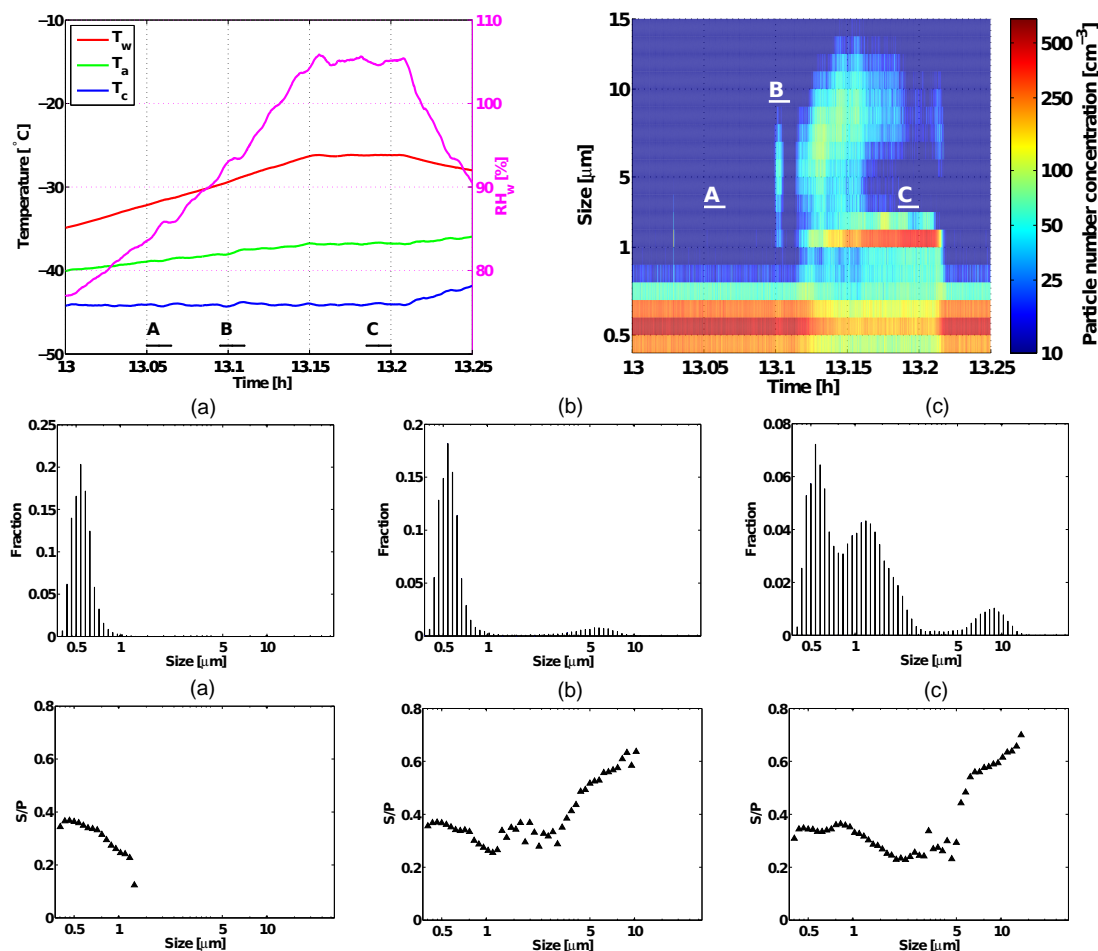 −10
−20
−30
−40
−50
Temperature [°C]
T_w
T_a
T_c
110
100
90
80
RH_w [%]
A
B
C
13
13.05
13.1
13.15
13.2
13.25
Time [h]
15
10
5
1
0.5
Size [μm]
B
A
C
13
13.05
13.1
13.15
13.2
13.25
Time [h]
500
250
100
50
25
10
Particle number concentration [cm⁻³]
(a)
(b)
(c)
0.25
0.2
0.15
0.1
0.05
0
Fraction
0.5
1
5
10
Size [μm]
0.2
0.15
0.1
0.05
0
Fraction
0.5
1
5
10
Size [μm]
0.08
0.06
0.04
0.02
0
Fraction
0.5
1
5
10
Size [μm]
(a)
(b)
(c)
0.8
0.6
0.4
0.2
0
S/P
0.5
1
5
10
Size [μm]
0.8
0.6
0.4
0.2
0
S/P
0.5
1
5
10
Size [μm]
0.8
0.6
0.4
0.2
0
S/P
0.5
1
5
10
Size [μm]